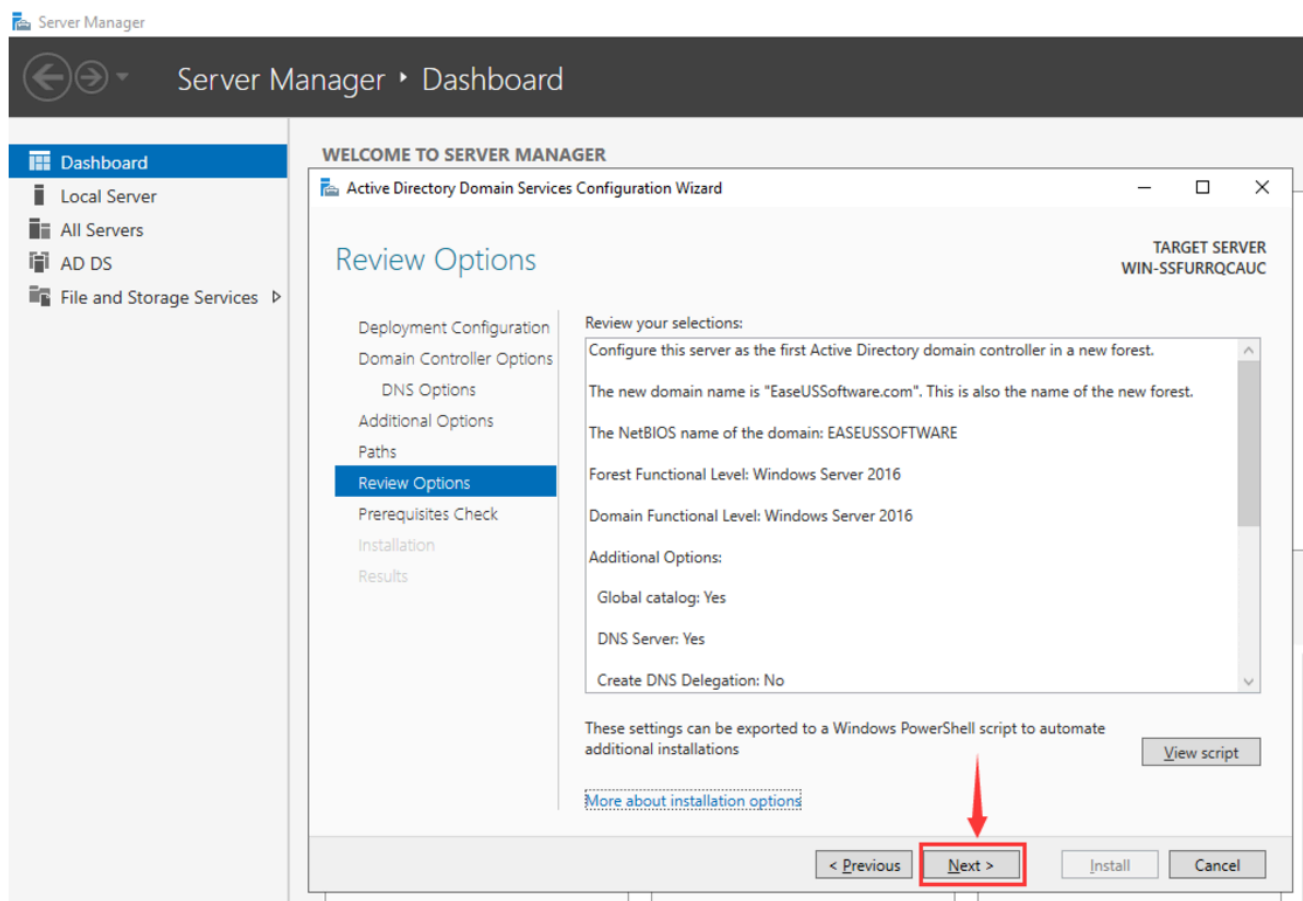 Server Manager
Server Manager ‣ Dashboard
Dashboard
Local Server
All Servers
AD DS
File and Storage Services
WELCOME TO SERVER MANAGER
Active Directory Domain Services Configuration Wizard
Review Options
TARGET SERVER
WIN-SSFURRQCAUC
Deployment Configuration
Domain Controller Options
DNS Options
Additional Options
Paths
Review Options
Prerequisites Check
Installation
Results
Review your selections:
Configure this server as the first Active Directory domain controller in a new forest.
The new domain name is "EaseUSSoftware.com". This is also the name of the new forest.
The NetBIOS name of the domain: EASEUSSOFTWARE
Forest Functional Level: Windows Server 2016
Domain Functional Level: Windows Server 2016
Additional Options:
Global catalog: Yes
DNS Server: Yes
Create DNS Delegation: No
These settings can be exported to a Windows PowerShell script to automate
additional installations
View script
More about installation options
< Previous
Next >
Install
Cancel